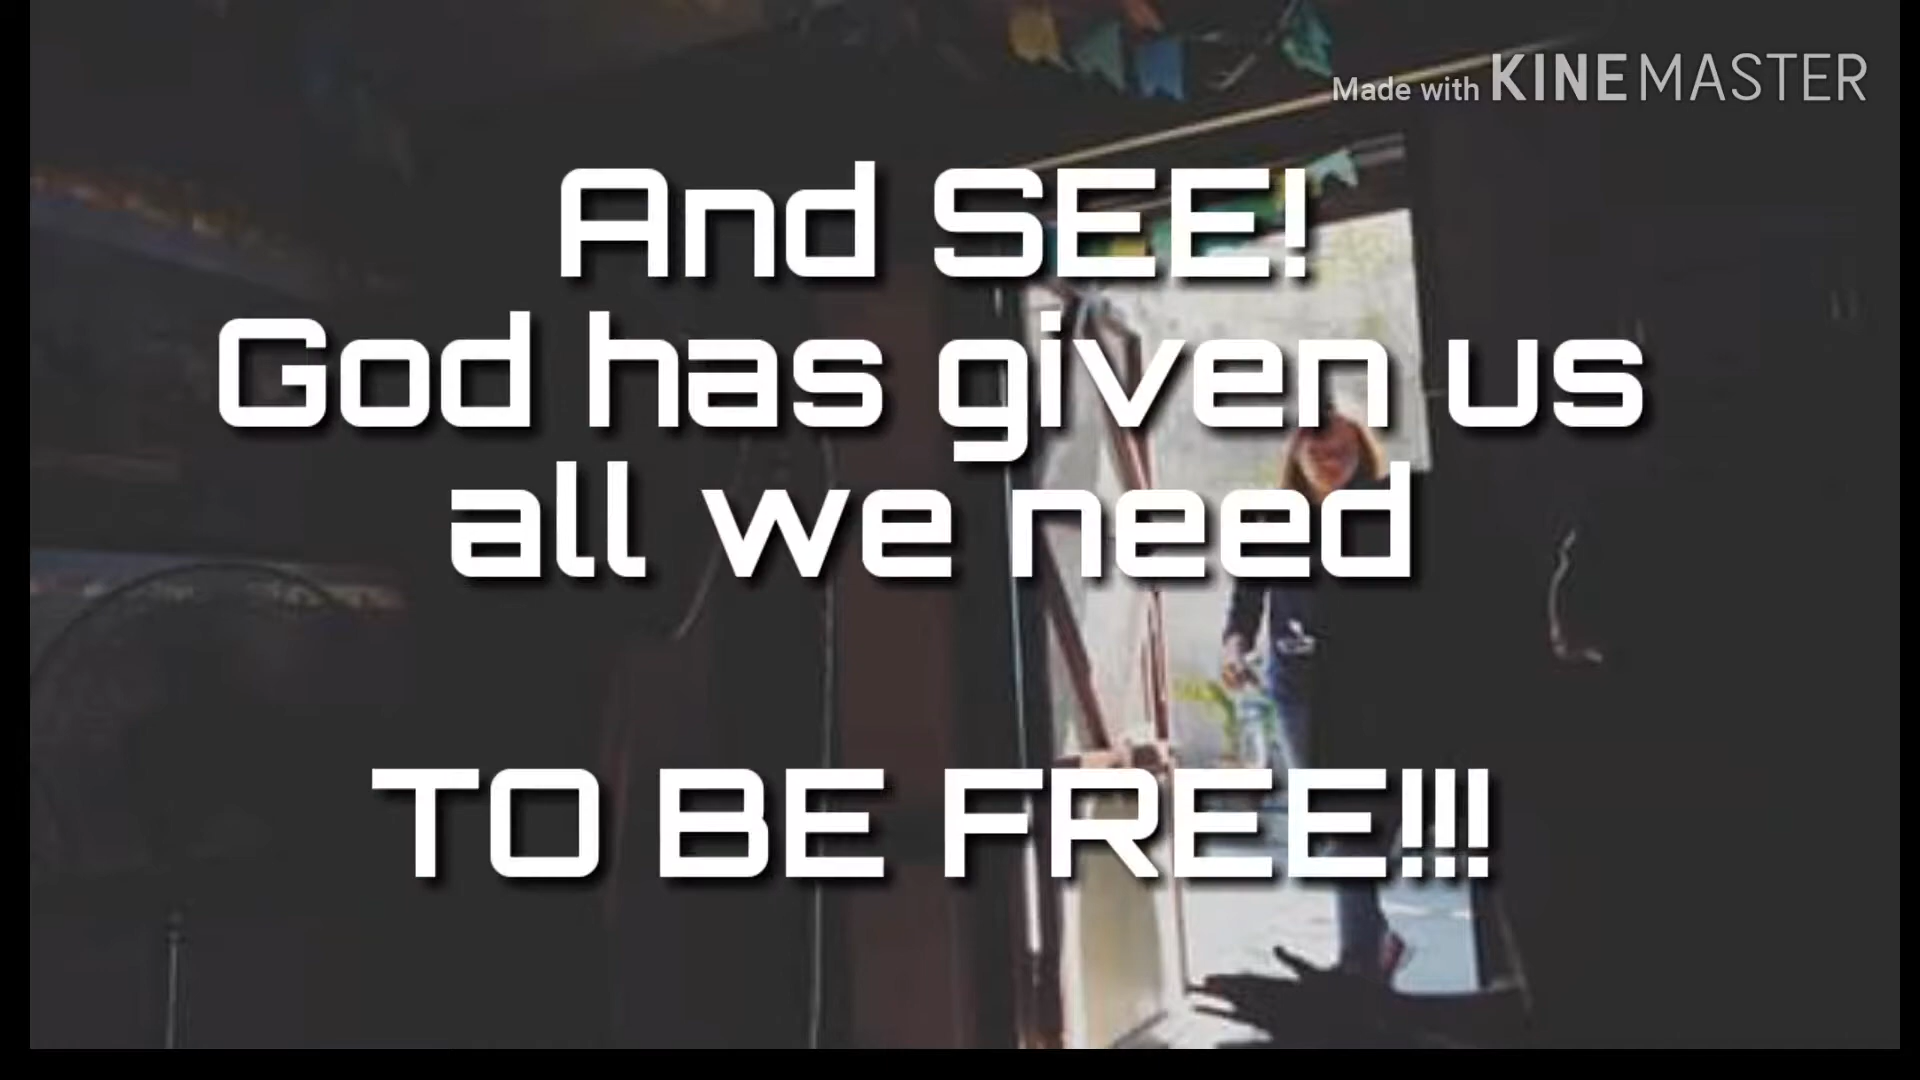 Made with KINEMASTER
And SEE!
God has given us
all we need
TO BE FREE!!!